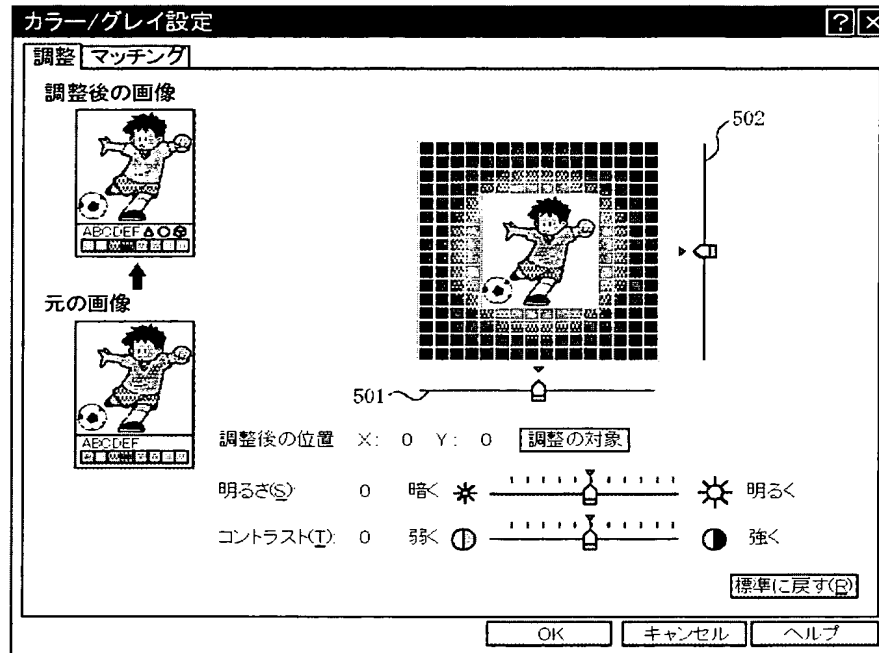 カラー/グレイ設定 ? ×
調整 マッチング
調整後の画像
ABCDEF
元の画像
ABCDEF
502
501
調整後の位置 X: 0 Y: 0 調整の対象
明るさ(S): 0 暗く 明るく
コントラスト(T): 0 弱く 強く
標準に戻す(R)
OK キャンセル ヘルプ